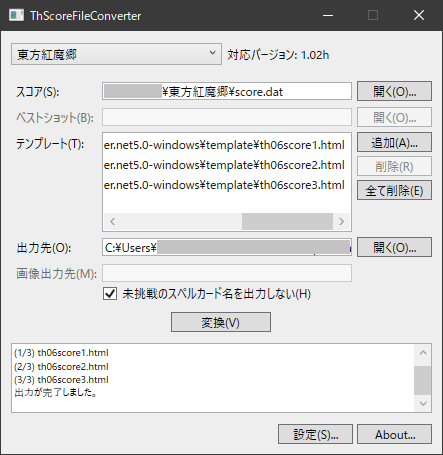 ThScoreFileConverter
東方紅魔郷 対応バージョン: 1.02h
スコア(S): ¥東方紅魔郷¥score.dat 開く(O)...
ベストショット(B): 開く(O)...
テンプレート(T): er.net5.0-windows¥template¥th06score1.html 追加(A)...
er.net5.0-windows¥template¥th06score2.html 削除(R)
er.net5.0-windows¥template¥th06score3.html 全て削除(E)
出力先(O): C:¥Users¥ 開く(O)...
画像出力先(M):
未挑戦のスペルカード名を出力しない(H)
変換(V)
(1/3) th06score1.html
(2/3) th06score2.html
(3/3) th06score3.html
出力が完了しました。
設定(S)... About...